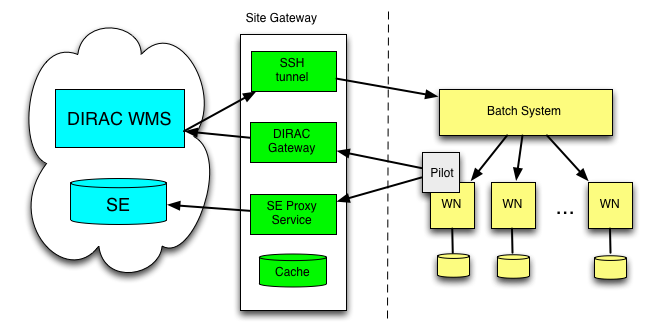 Site Gateway
SSH
tunnel
DIRAC WMS
Batch System
DIRAC
Gateway
Pilot
SE
SE Proxy
Service
WN
WN
...
WN
Cache